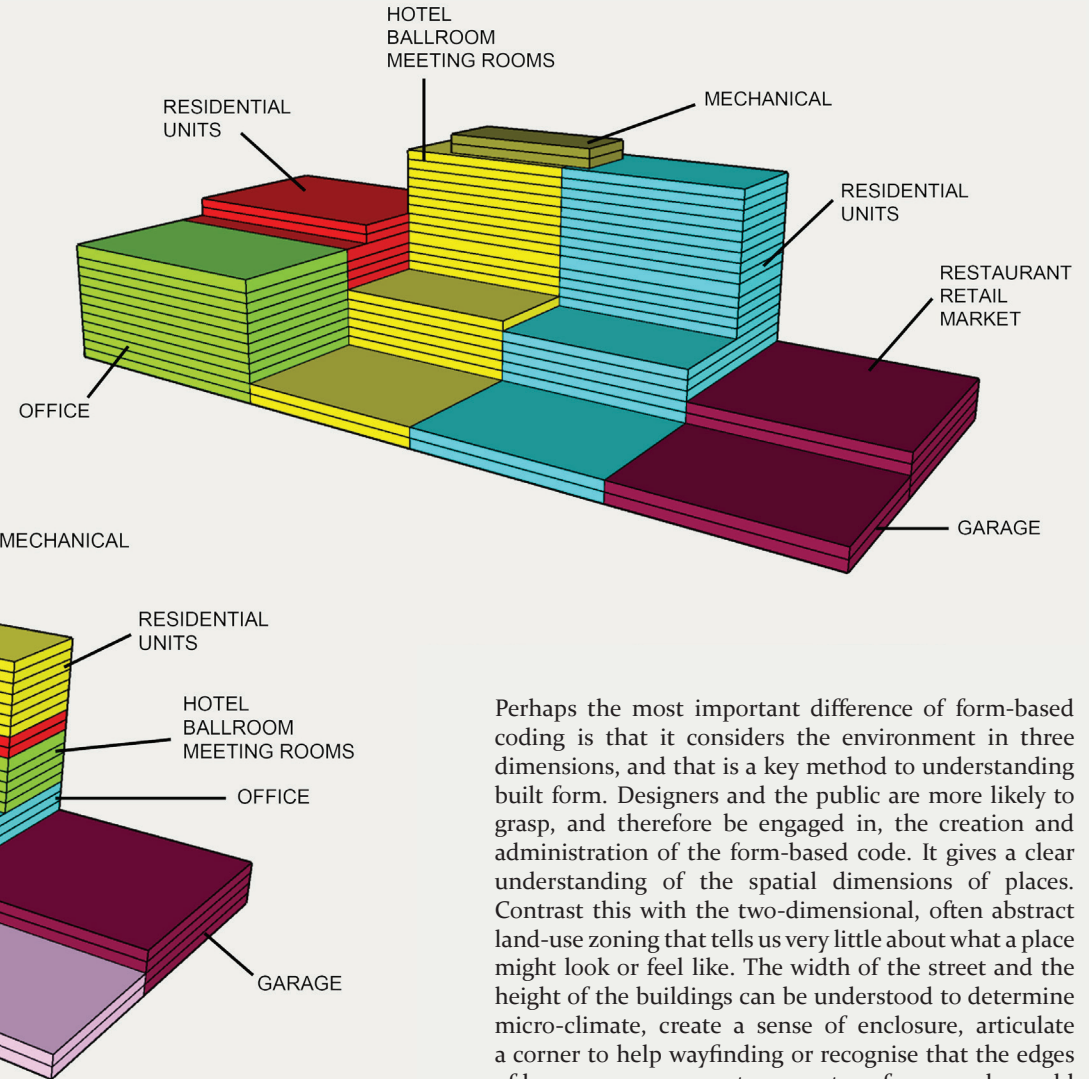 HOTEL
BALLROOM
MEETING ROOMS
MECHANICAL
RESIDENTIAL
UNITS
RESIDENTIAL
UNITS
RESTAURANT
RETAIL
MARKET
OFFICE
GARAGE
MECHANICAL
RESIDENTIAL
UNITS
HOTEL
BALLROOM
MEETING ROOMS
OFFICE
GARAGE
Perhaps the most important difference of form-based
coding is that it considers the environment in three
dimensions, and that is a key method to understanding
built form. Designers and the public are more likely to
grasp, and therefore be engaged in, the creation and
administration of the form-based code. It gives a clear
understanding of the spatial dimensions of places.
Contrast this with the two-dimensional, often abstract
land-use zoning that tells us very little about what a place
might look or feel like. The width of the street and the
height of the buildings can be understood to determine
micro-climate, create a sense of enclosure, articulate
a corner to help wayfinding or recognise that the edges